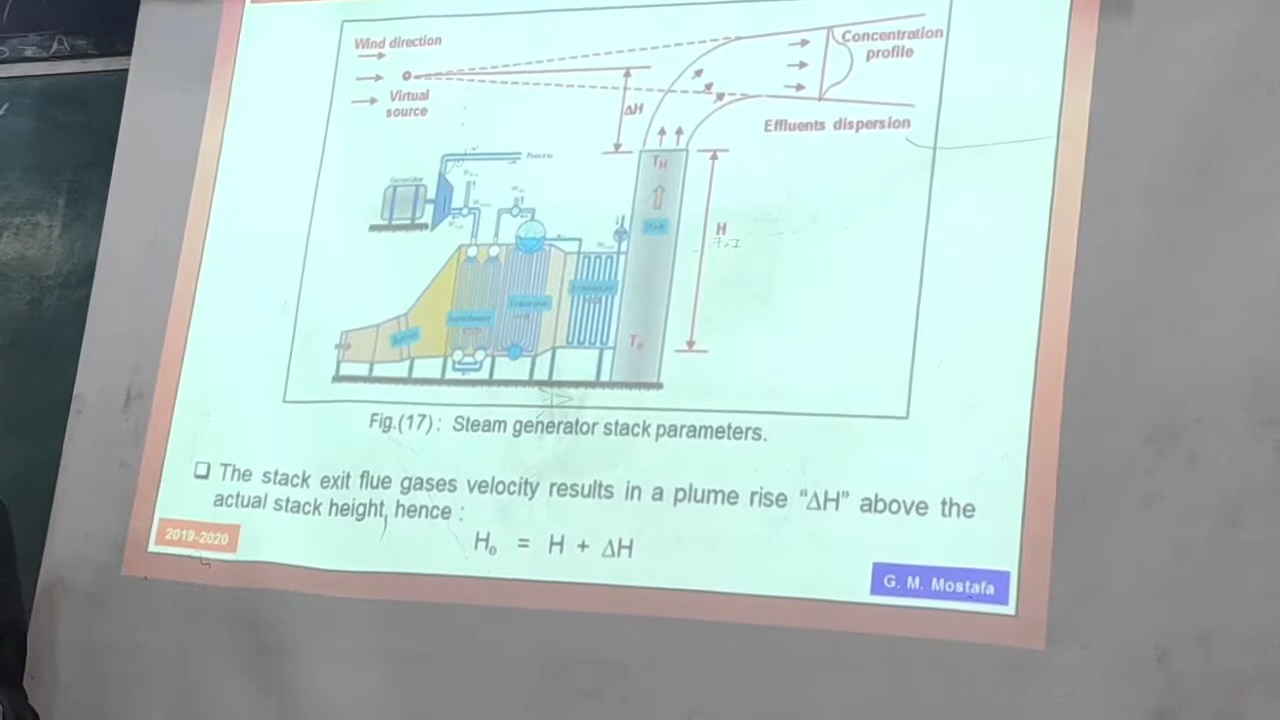 Wind direction
Virtual
source
ΔH
Concentration
profile
Effluents dispersion
Process
T_H
H
Stack
Fig.(17): Steam generator stack parameters.
❑ The stack exit flue gases velocity results in a plume rise "ΔH" above the
actual stack height, hence :
H₀ = H + ΔH
2019-2020
G. M. Mostafa